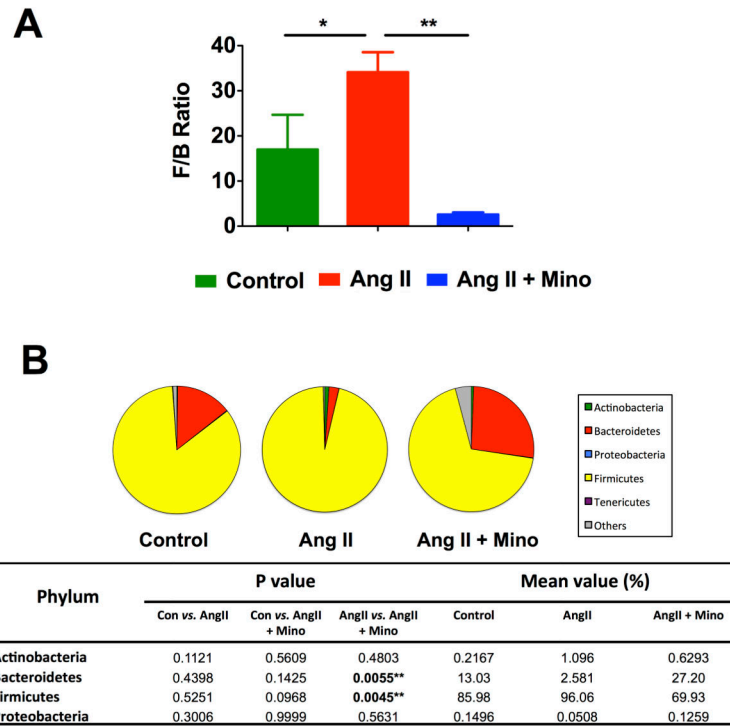 A
* **
F/B Ratio
40
30
20
10
0
Control Ang II Ang II + Mino
B
Actinobacteria
Bacteroidetes
Proteobacteria
Firmicutes
Tenericutes
Others
Control Ang II Ang II + Mino
Phylum P value Mean value (%)
Con vs. AngII Con vs. AngII + Mino AngII vs. AngII + Mino Control AngII AngII + Mino
ctinobacteria 0.1121 0.5609 0.4803 0.2167 1.096 0.6293
acteroidetes 0.4398 0.1425 0.0055** 13.03 2.581 27.20
irmicutes 0.5251 0.0968 0.0045** 85.98 96.06 69.93
roteobacteria 0.3006 0.9999 0.5631 0.1496 0.0508 0.1259